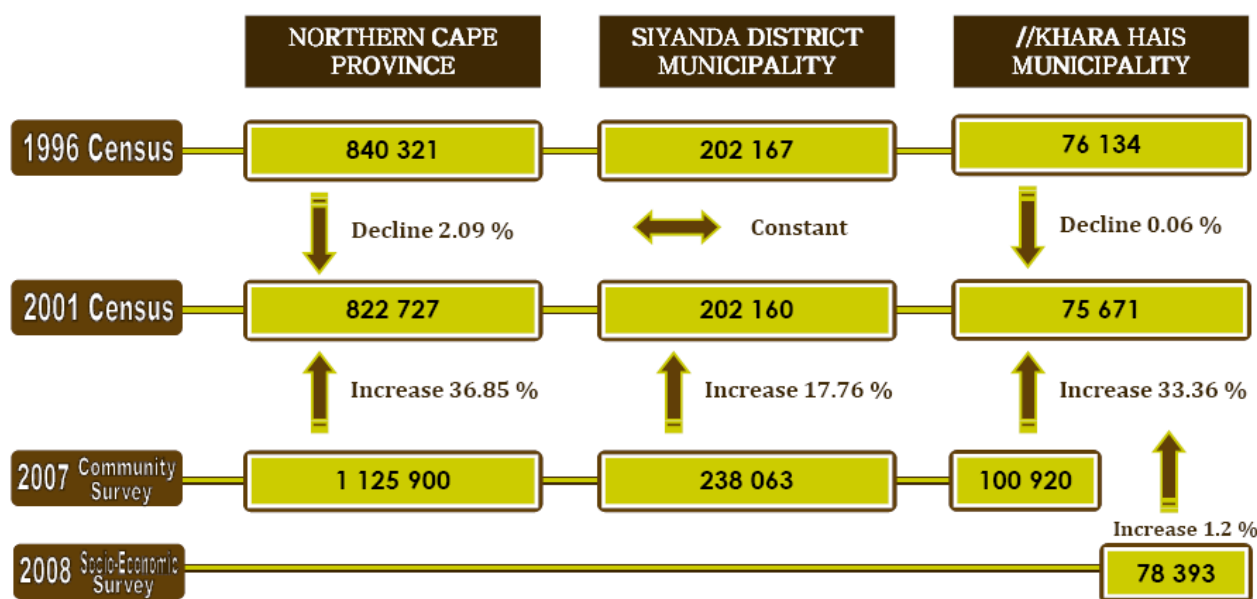 NORTHERN CAPE
PROVINCE
SIYANDA DISTRICT
MUNICIPALITY
//KHARA HAIS
MUNICIPALITY
1996 Census
840 321
202 167
76 134
Decline 2.09 %
Constant
Decline 0.06 %
2001 Census
822 727
202 160
75 671
Increase 36.85 %
Increase 17.76 %
Increase 33.36 %
2007 Community
Survey
1 125 900
238 063
100 920
Increase 1.2 %
2008 Socio-Economic
Survey
78 393